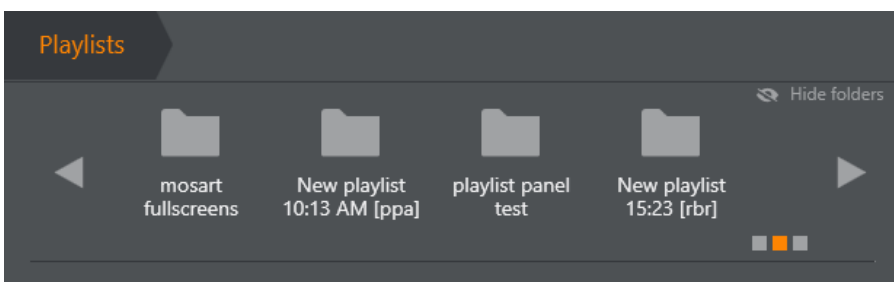 Playlists
Hide folders
mosart
fullscreens
New playlist
10:13 AM [ppa]
playlist panel
test
New playlist
15:23 [rbr]